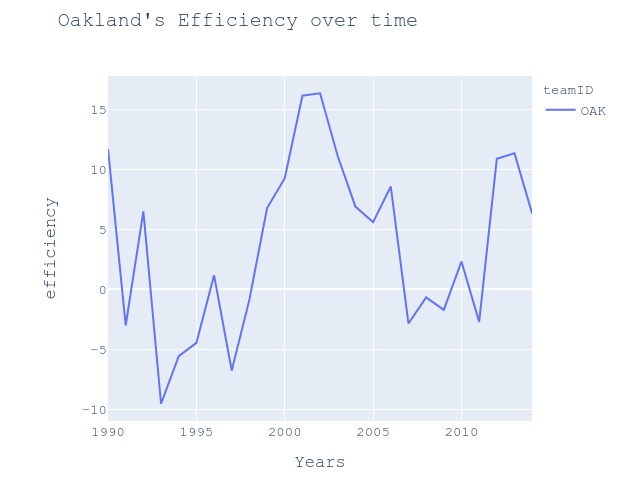 Oakland's Efficiency over time
teamID
OAK
15
10
5
0
−5
−10
efficiency
1990
1995
2000
2005
2010
Years